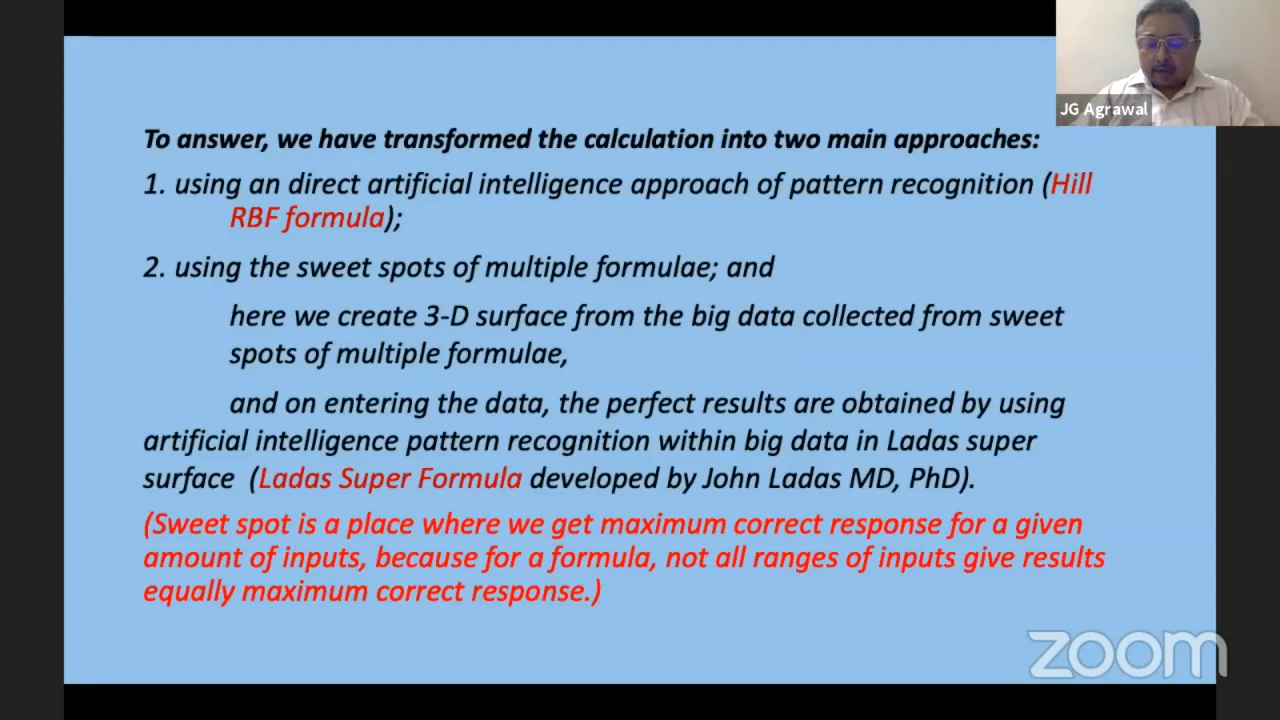 JG Agrawal
To answer, we have transformed the calculation into two main approaches:
1. using an direct artificial intelligence approach of pattern recognition (Hill
RBF formula);
2. using the sweet spots of multiple formulae; and
here we create 3-D surface from the big data collected from sweet
spots of multiple formulae,
and on entering the data, the perfect results are obtained by using
artificial intelligence pattern recognition within big data in Ladas super
surface (Ladas Super Formula developed by John Ladas MD, PhD).
(Sweet spot is a place where we get maximum correct response for a given
amount of inputs, because for a formula, not all ranges of inputs give results
equally maximum correct response.)
zoom